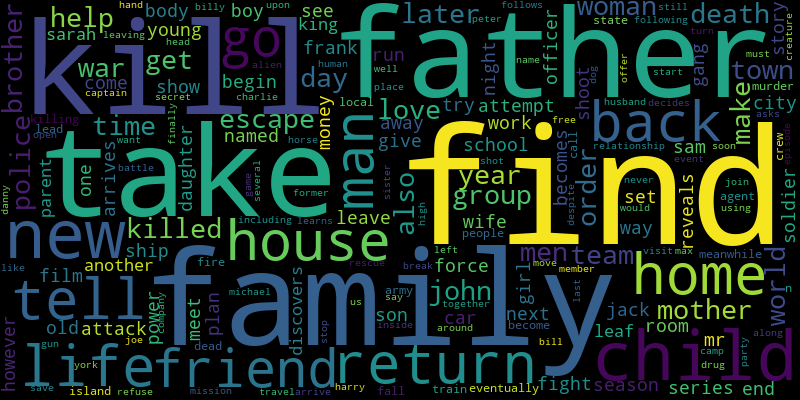 kill
father
take
find
family
house
home
child
back
return
new
tell
life
friend
man
go
get
help
war
day
love
year
group
school
escape
time
police
brother
killed
mother
world
town
men
team
order
make
john
wife
also
woman
death
later
king
see
boy
body
young
sarah
frank
run
night
officer
gang
shoot
story
city
sam
state
following
still
upon
billy
peter
follows
hand
leaving
head
alien
human
well
place
charlie
secret
captain
come
show
begin
killing
lead
open
want
finally
battle
parent
one
arrives
daughter
named
horse
several
game
former
including
learns
sister
money
local
away
give
try
attempt
work
shot
high
people
becomes
despite
call
free
relationship
husband
decides
name
offer
dog
start
turn
must
murder
creature
asks
episode
crew
soon
event
never
would
set
way
reveals
agent
using
join
soldier
visit
max
meanwhile
danny
ship
another
film
like
old
attack
power
company
joe
meet
plan
michael
dead
fire
discovers
stop
us
rescue
leave
break
army
say
son
inside
car
around
left
force
together
girl
next
become
move
member
last
bill
jack
leaf
room
mr
camp
drug
party
along
series
end
season
fight
eventually
train
fall
harry
arrive
travel
mission
refuse
island
york
save
gun
however
n